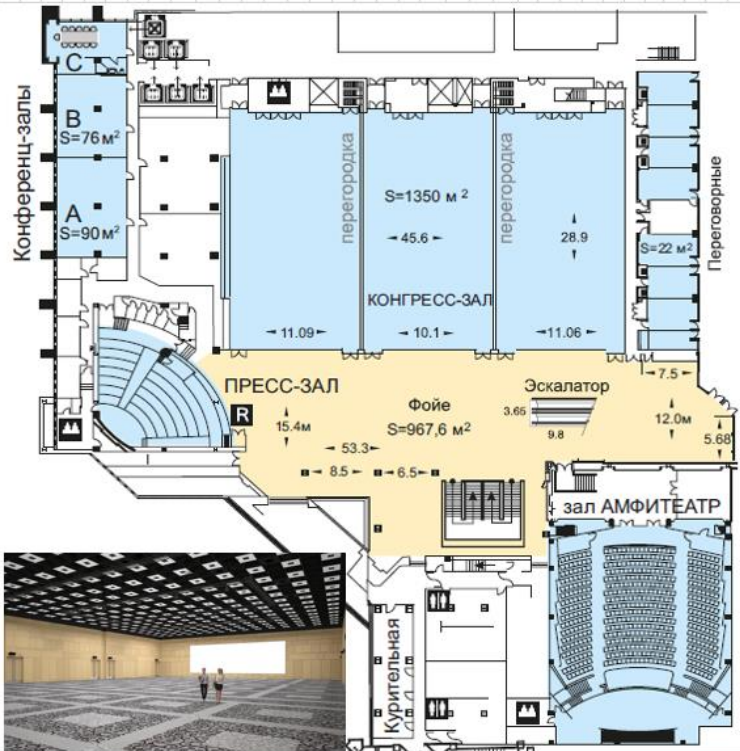 Конференц-залы
C
B
S=76 м²
A
S=90 м²
перегородка
S=1350 м ²
45.6
КОНГРЕСС-ЗАЛ
перегородка
28.9
11.09
10.1
11.06
S=22 м²
Переговорные
ПРЕСС-ЗАЛ
R
15.4м
53.3
8.5
6.5
Фойе
S=967,6 м²
Эскалатор
3.65
9.8
7.5
12.0м
5.68
зал АМФИТЕАТР
Курительная